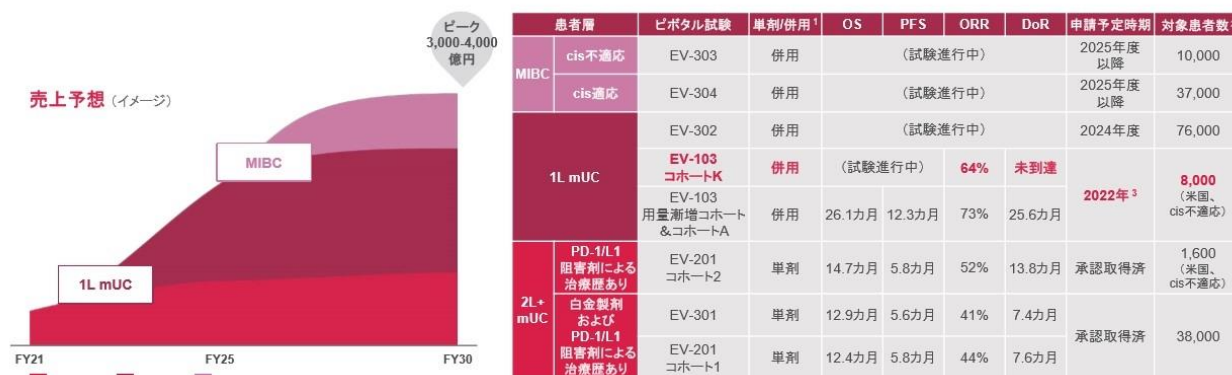 ピーク
3,000-4,000
億円
売上予想（イメージ）
MIBC
1L mUC
FY21
FY25
FY30
患者層
ピボタル試験
単剤/併用1
OS
PFS
ORR
DoR
申請予定時期
対象患者数
MIBC
cis不適応
EV-303
併用
（試験進行中）
2025年度
以降
10,000
cis適応
EV-304
併用
（試験進行中）
2025年度
以降
37,000
1L mUC
EV-302
併用
（試験進行中）
2024年度
76,000
EV-103
コホートK
併用
（試験進行中）
64%
未到達
2022年3
8,000
（米国、
cis不適応）
EV-103
用量漸増コホート
&コホートA
併用
26.1カ月
12.3カ月
73%
25.6カ月
2L+
mUC
PD-1/L1
阻害剤による
治療歴あり
EV-201
コホート2
単剤
14.7カ月
5.8カ月
52%
13.8カ月
承認取得済
1,600
（米国、
cis不適応）
白金製剤
および
PD-1/L1
阻害剤による
治療歴あり
EV-301
単剤
12.9カ月
5.6カ月
41%
7.4カ月
承認取得済
38,000
EV-201
コホート1
単剤
12.4カ月
5.8カ月
44%
7.6カ月